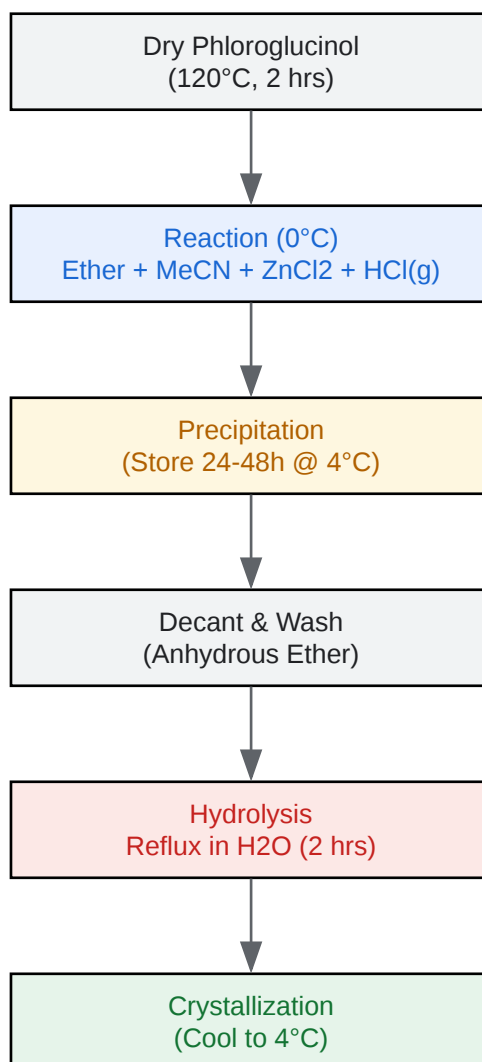 Dry Phloroglucinol
(120°C, 2 hrs)
Reaction (0°C)
Ether + MeCN + ZnCl2 + HCl(g)
Precipitation
(Store 24-48h @ 4°C)
Decant & Wash
(Anhydrous Ether)
Hydrolysis
Reflux in H2O (2 hrs)
Crystallization
(Cool to 4°C)